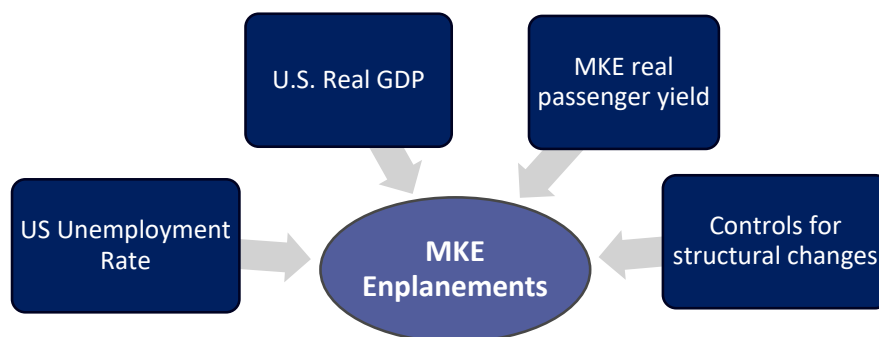 U.S. Real GDP
MKE real
passenger yield
US Unemployment
Rate
MKE
Enplanements
Controls for
structural changes